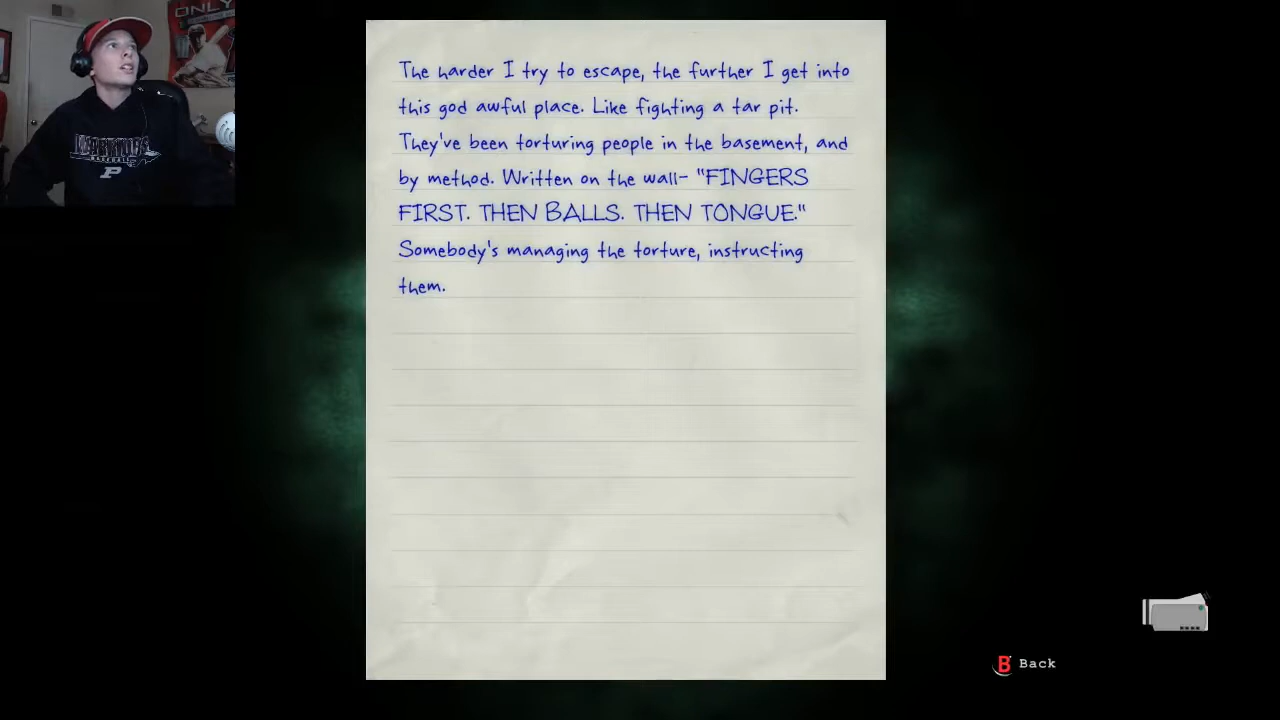 ONLY
The harder I try to escape, the further I get into
this god awful place. Like fighting a tar pit.
They've been torturing people in the basement, and
by method. Written on the wall- "FINGERS
FIRST. THEN BALLS. THEN TONGUE."
Somebody's managing the torture, instructing
them.
BASEBALL
P
B Back